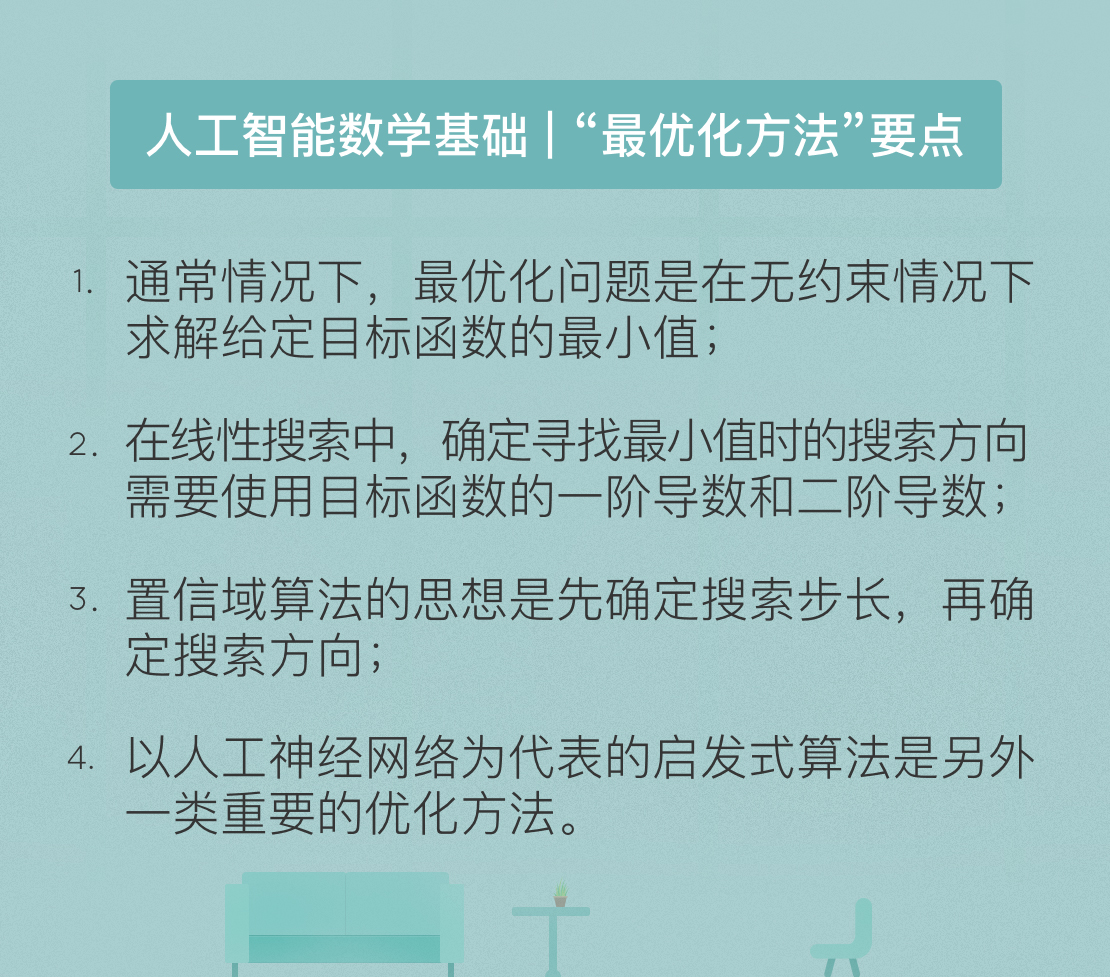 人工智能数学基础｜“最优化方法”要点
1. 通常情况下，最优化问题是在无约束情况下
求解给定目标函数的最小值；
2. 在线性搜索中，确定寻找最小值时的搜索方向
需要使用目标函数的一阶导数和二阶导数；
3. 置信域算法的思想是先确定搜索步长，再确
定搜索方向；
4. 以人工神经网络为代表的启发式算法是另外
一类重要的优化方法。